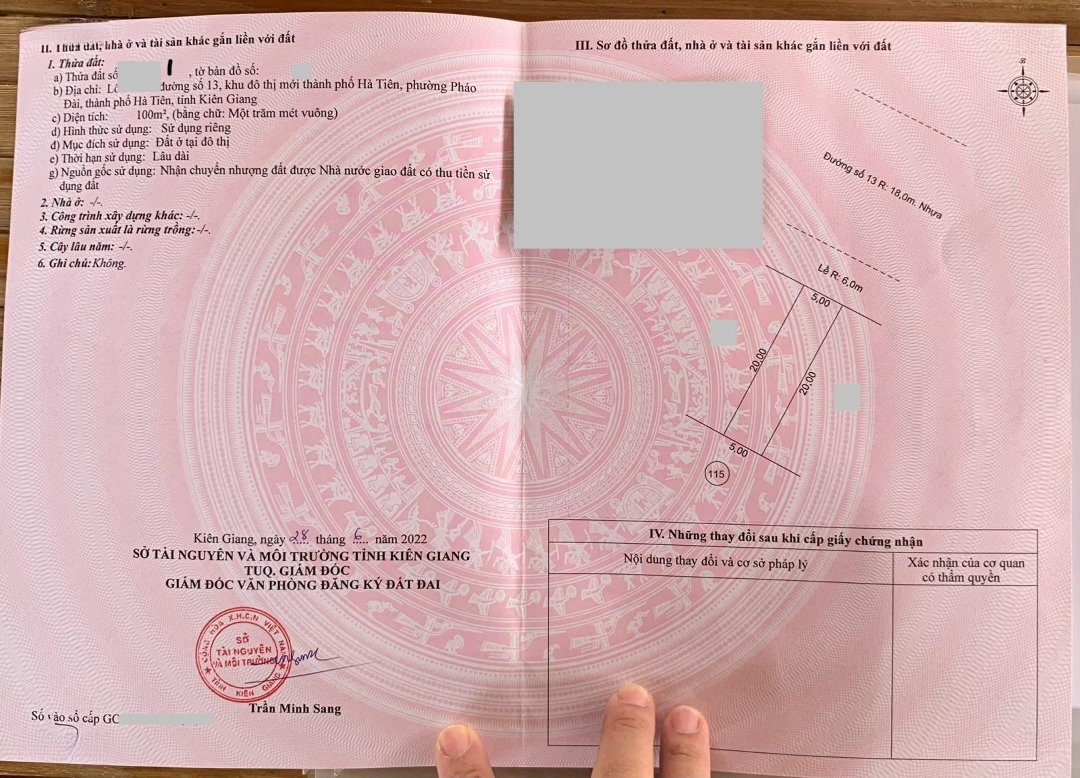 II. Thửa đất, nhà ở và tài sản khác gắn liền với đất
1. Thửa đất:
a) Thửa đất số , tờ bản đồ số:
b) Địa chỉ: đường số 13, khu đô thị mới thành phố Hà Tiên, phường Pháo
Đài, thành phố Hà Tiên, tỉnh Kiên Giang
c) Diện tích: 100m², (bằng chữ: Một trăm mét vuông)
d) Hình thức sử dụng: Sử dụng riêng
đ) Mục đích sử dụng: Đất ở tại đô thị
e) Thời hạn sử dụng: Lâu dài
g) Nguồn gốc sử dụng: Nhận chuyển nhượng đất được Nhà nước giao đất có thu tiền sử
dụng đất
2. Nhà ở: -/-.
3. Công trình xây dựng khác: -/-.
4. Rừng sản xuất là rừng trồng: -/-.
5. Cây lâu năm: -/-.
6. Ghi chú: Không.
Kiên Giang, ngày 28 tháng 6 năm 2022
SỞ TÀI NGUYÊN VÀ MÔI TRƯỜNG TỈNH KIÊN GIANG
TUQ. GIÁM ĐỐC
GIÁM ĐỐC VĂN PHÒNG ĐĂNG KÝ ĐẤT ĐAI
CỘNG HÒA X.H.C.N VIỆT NAM
SỞ
TÀI NGUYÊN
VÀ MÔI TRƯỜNG
TỈNH KIÊN GIANG
Trần Minh Sang
Số vào sổ cấp GC
III. Sơ đồ thửa đất, nhà ở và tài sản khác gắn liền với đất
B
Đường số 13 R: 18,0m. Nhựa
Lề R: 6,0m
5,00
20,00
20,00
5,00
115
IV. Những thay đổi sau khi cấp giấy chứng nhận
Nội dung thay đổi và cơ sở pháp lý
Xác nhận của cơ quan
có thẩm quyền